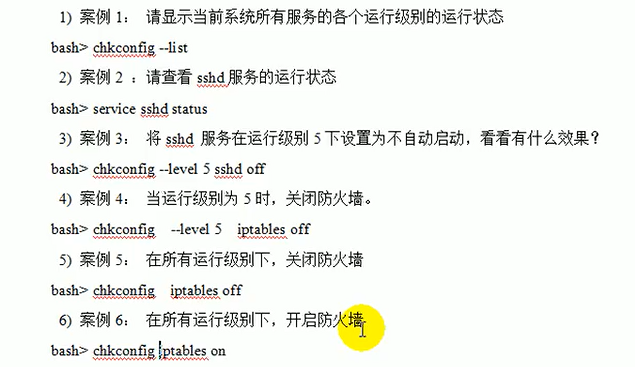 1) 案例 1： 请显示当前系统所有服务的各个运行级别的运行状态
bash> chkconfig --list
2) 案例 2 ：请查看 sshd 服务的运行状态
bash> service sshd status
3) 案例 3： 将 sshd 服务在运行级别 5 下设置为不自动启动，看看有什么效果？
bash> chkconfig --level 5 sshd off
4) 案例 4： 当运行级别为 5 时，关闭防火墙。
bash> chkconfig --level 5 iptables off
5) 案例 5： 在所有运行级别下，关闭防火墙
bash> chkconfig iptables off
6) 案例 6： 在所有运行级别下，开启防火墙
bash> chkconfig iptables on